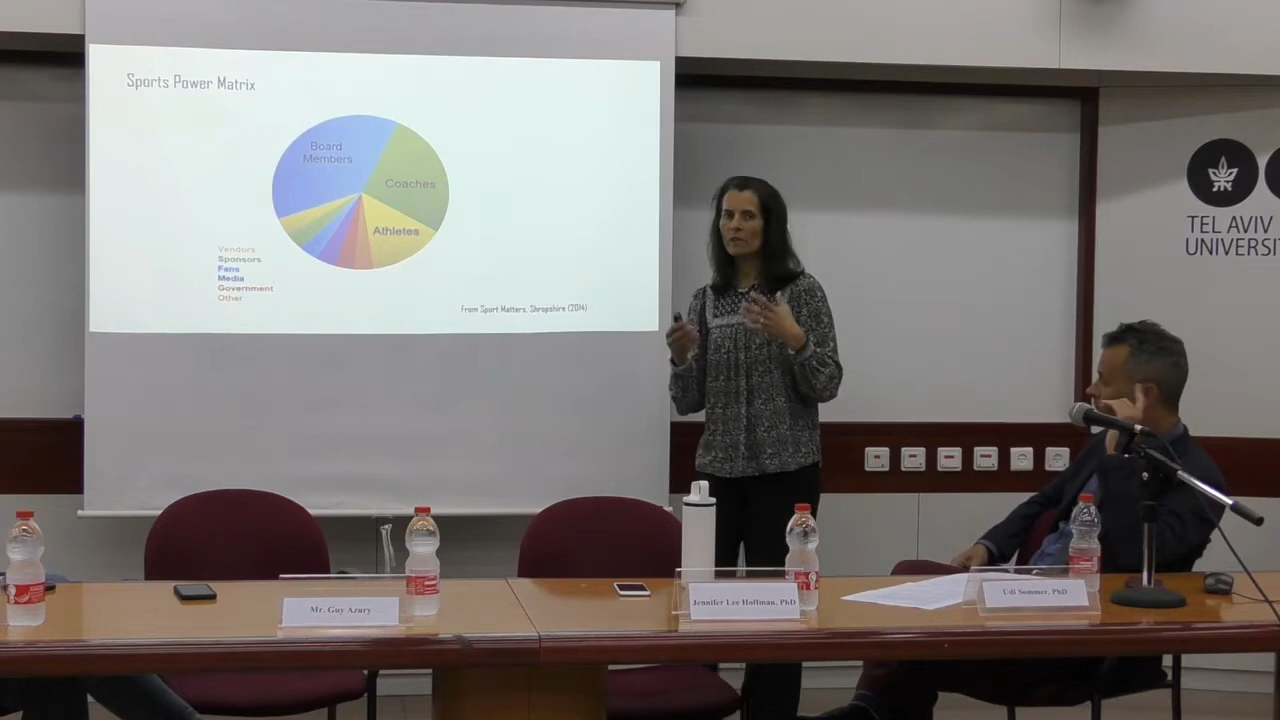 Sports Power Matrix
Board
Members
Coaches
Athletes
Vendors
Sponsors
Fans
Media
Government
Other
From Sport Matters, Shropshire (2014)
TEL AVIV
UNIVERSIT
Mr. Guy Azury
Jennifer Lee Hoffman, PhD
Udi Sommer, PhD